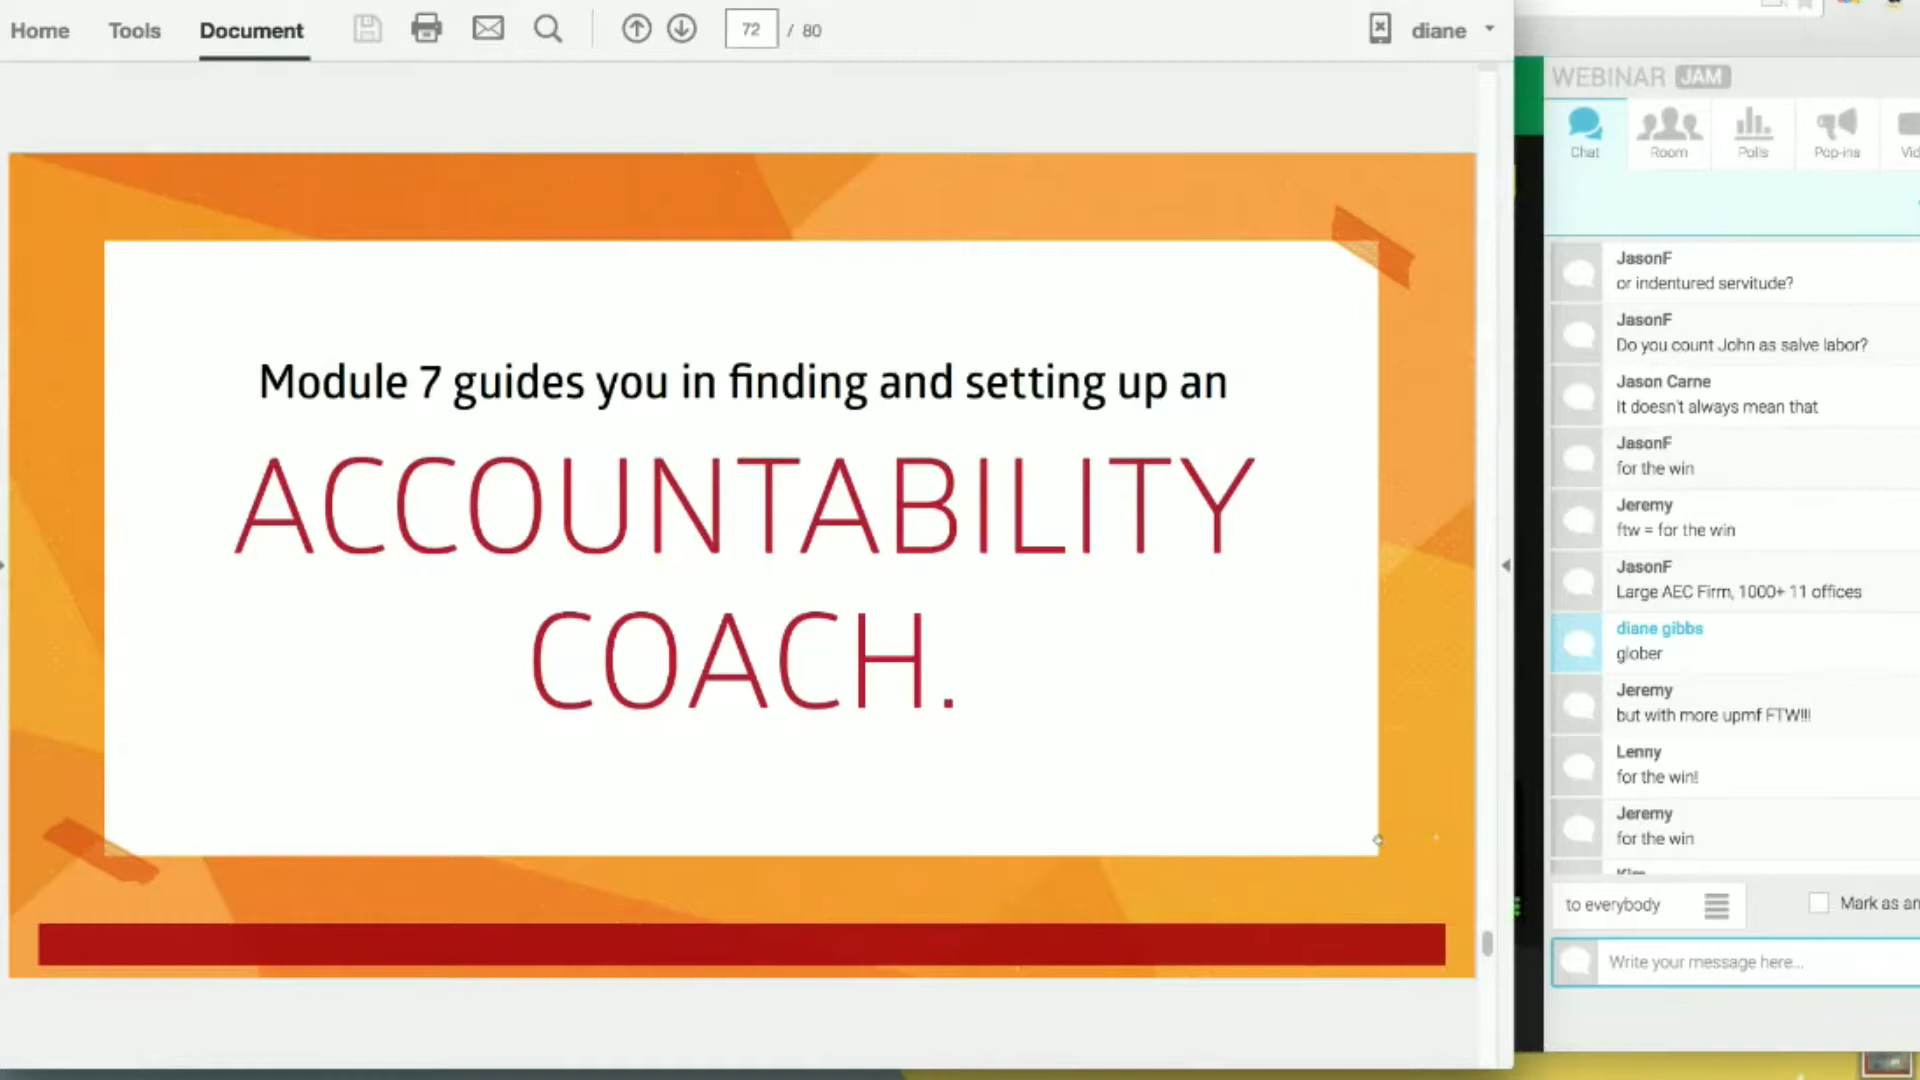 Home Tools Document 72 / 80 diane
Module 7 guides you in finding and setting up an
ACCOUNTABILITY
COACH.
WEBINAR JAM
Chat Room Polls Pop-ins
JasonF
or indentured servitude?
JasonF
Do you count John as salve labor?
Jason Carne
It doesn't always mean that
JasonF
for the win
Jeremy
ftw = for the win
JasonF
Large AEC Firm, 1000+ 11 offices
diane gibbs
glober
Jeremy
but with more upmf FTW!!!
Lenny
for the win!
Jeremy
for the win
to everybody Mark as an
Write your message here...